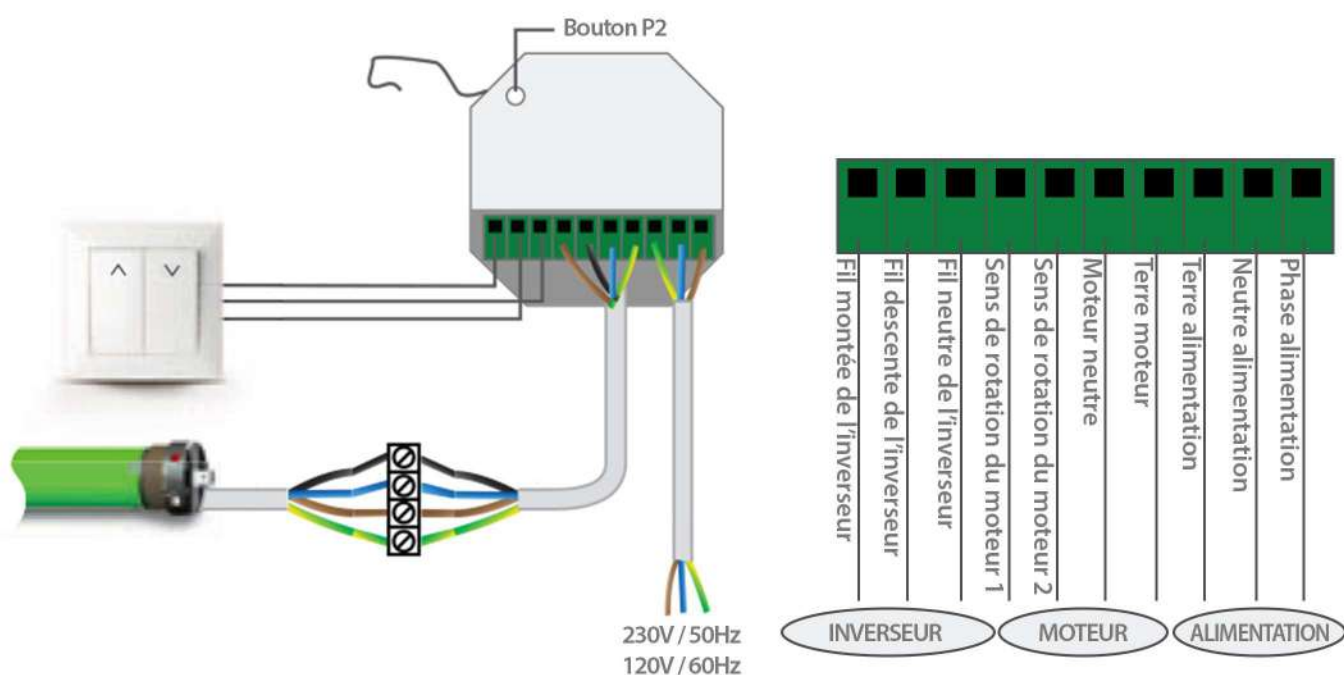 Bouton P2
230V / 50Hz
120V / 60Hz
Fil montée de l'inverseur
Fil descente de l'inverseur
Fil neutre de l'inverseur
Sens de rotation du moteur 1
Sens de rotation du moteur 2
Moteur neutre
Terre moteur
Terre alimentation
Neutre alimentation
Phase alimentation
INVERSEUR
MOTEUR
ALIMENTATION